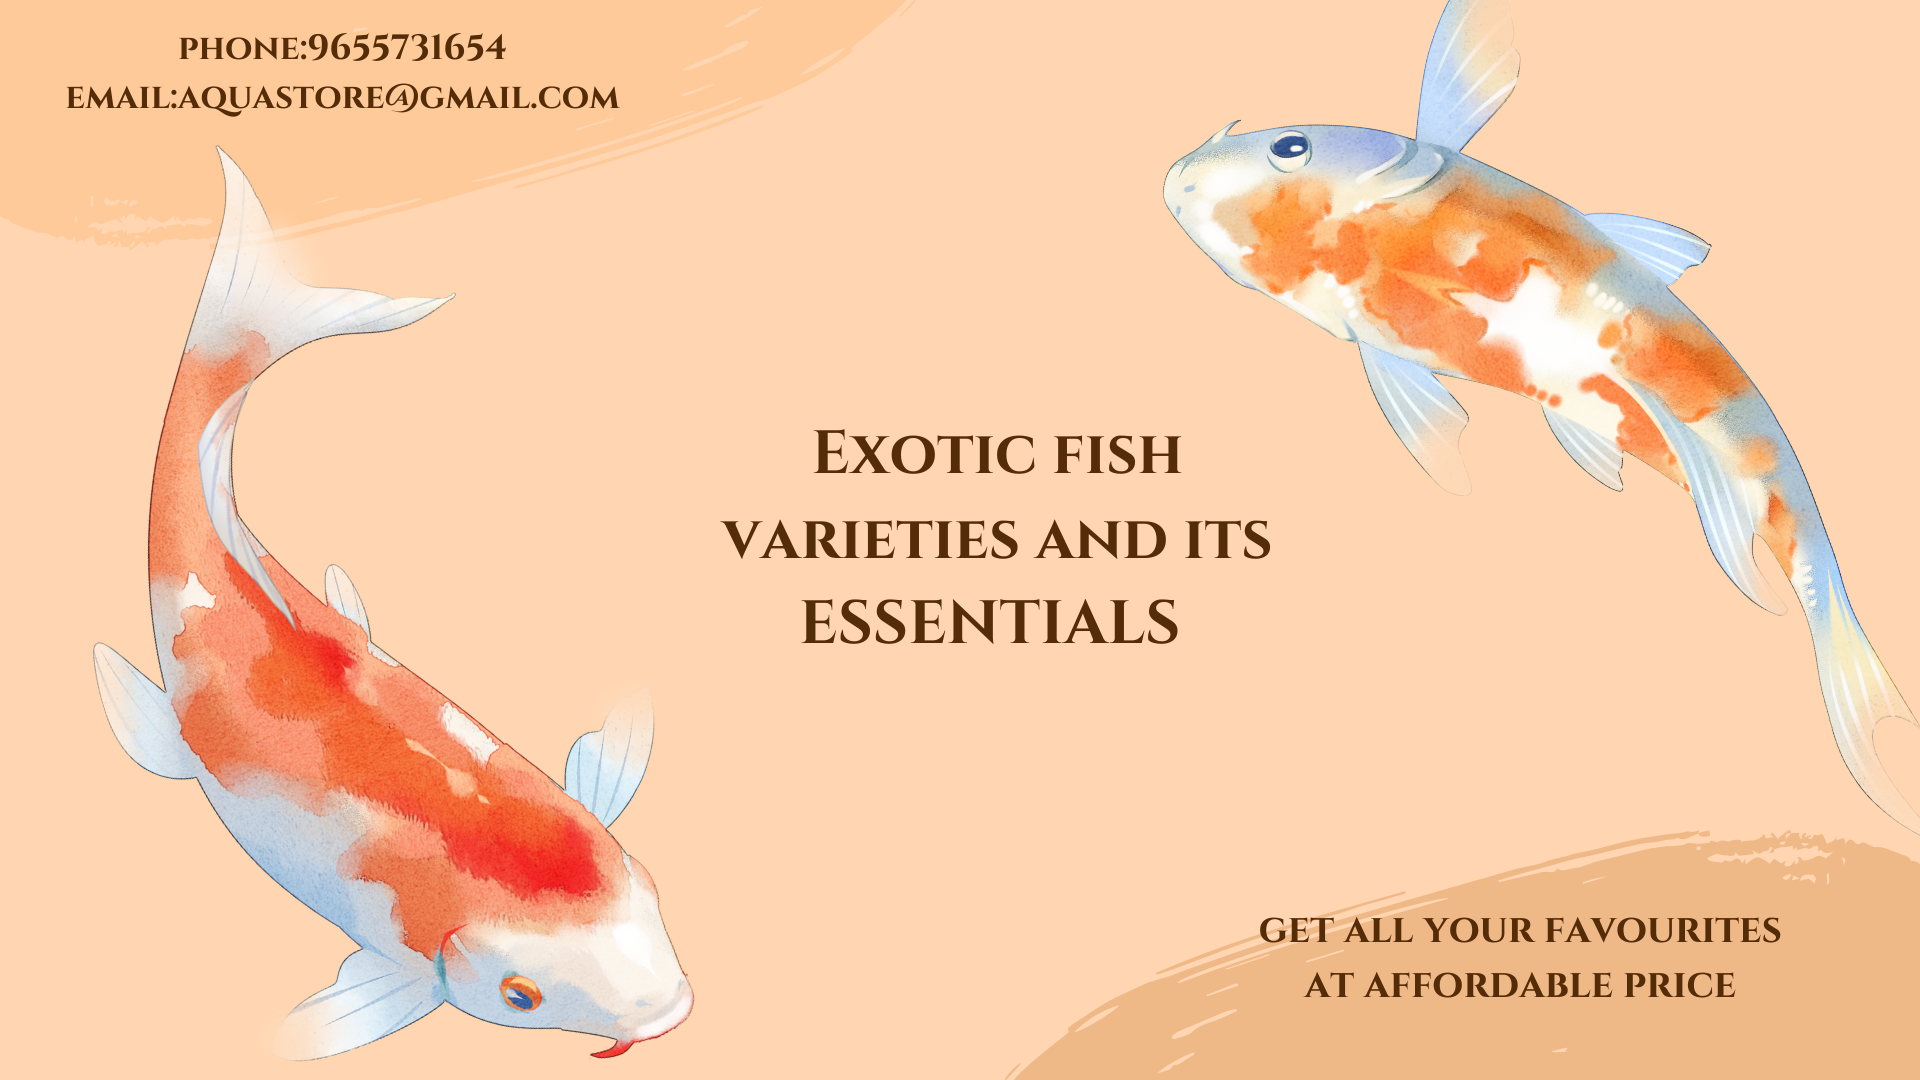 PHONE:9655731654
EMAIL:AQUASTORE@GMAIL.COM
EXOTIC FISH
VARIETIES AND ITS
ESSENTIALS
GET ALL YOUR FAVOURITES
AT AFFORDABLE PRICE